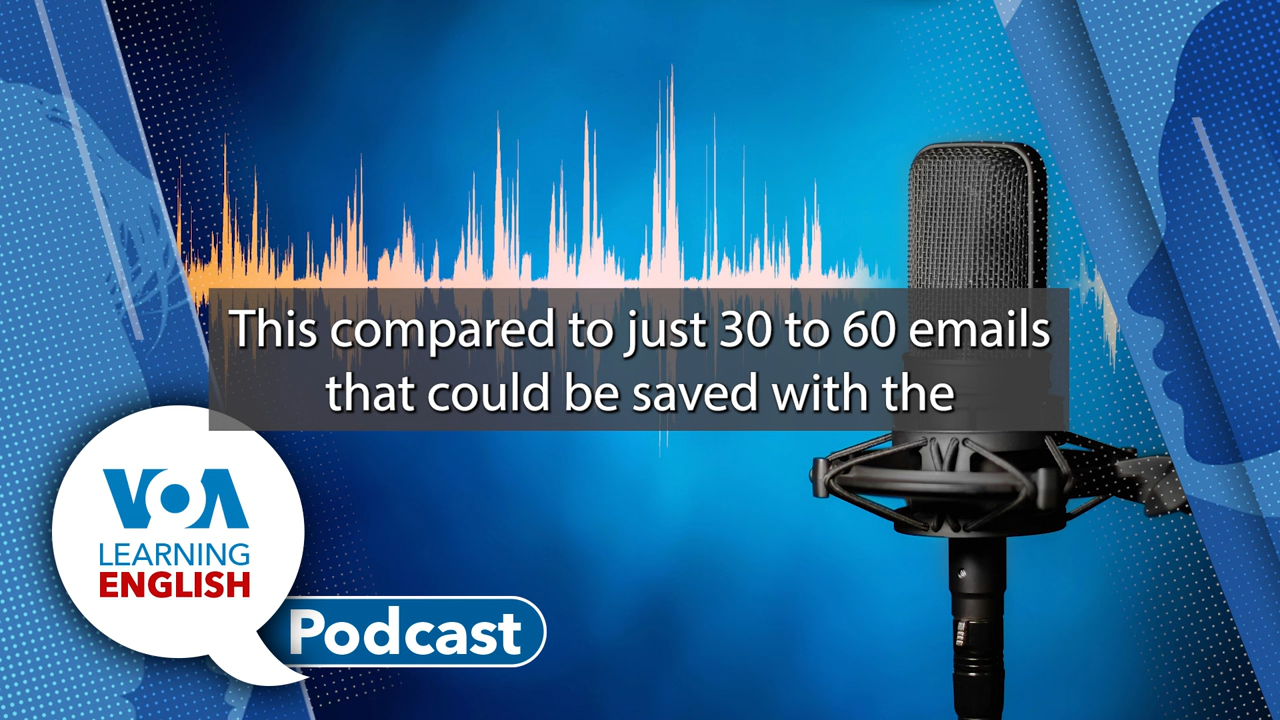 This compared to just 30 to 60 emails
that could be saved with the
VOA
LEARNING
ENGLISH
Podcast